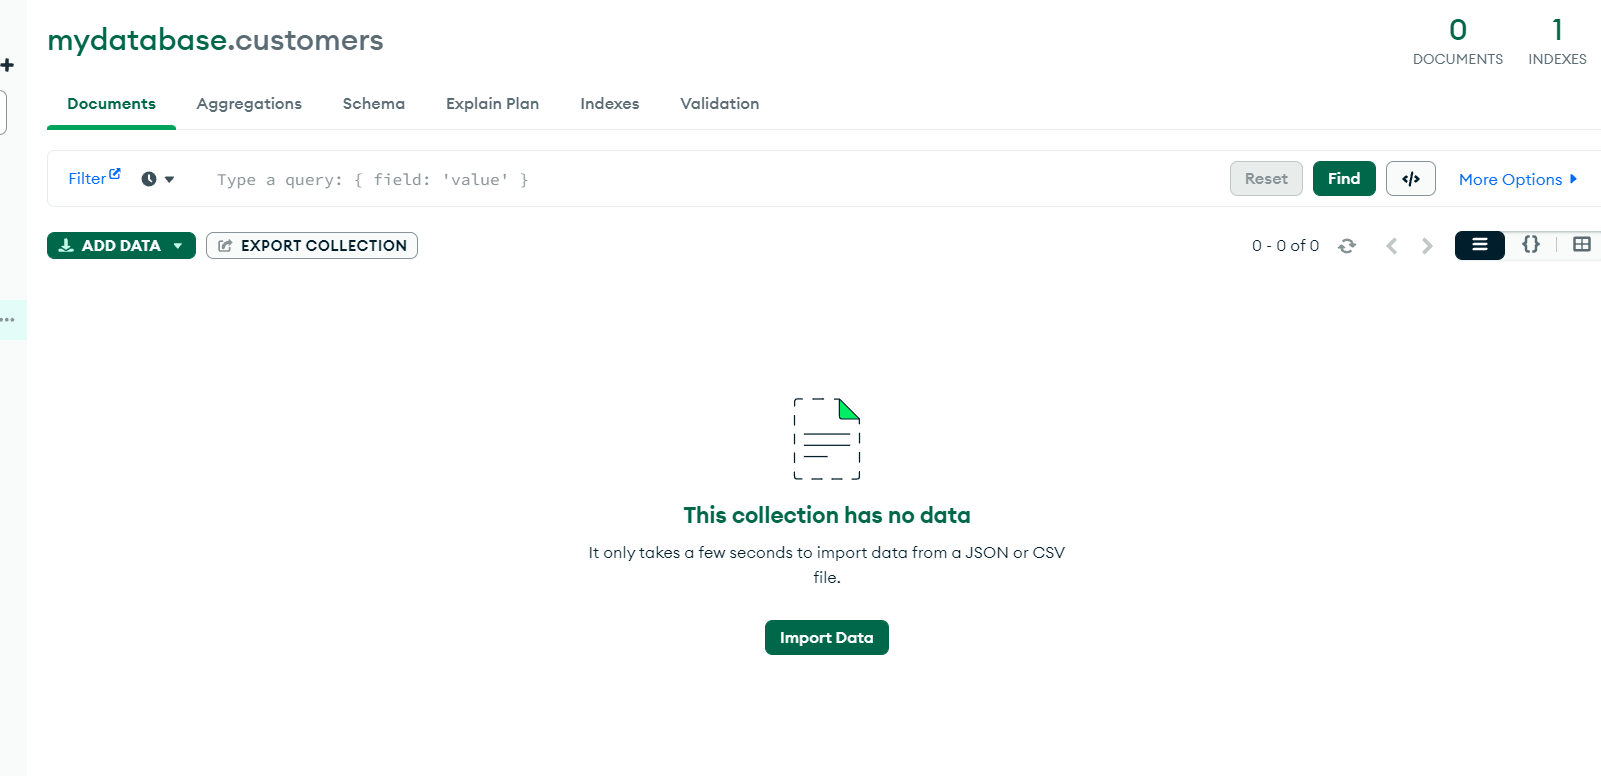 mydatabase.customers
0
DOCUMENTS
1
INDEXES
Documents Aggregations Schema Explain Plan Indexes Validation
Filter Type a query: { field: 'value' } Reset Find </> More Options
ADD DATA EXPORT COLLECTION 0 - 0 of 0 {}
This collection has no data
It only takes a few seconds to import data from a JSON or CSV
file.
Import Data